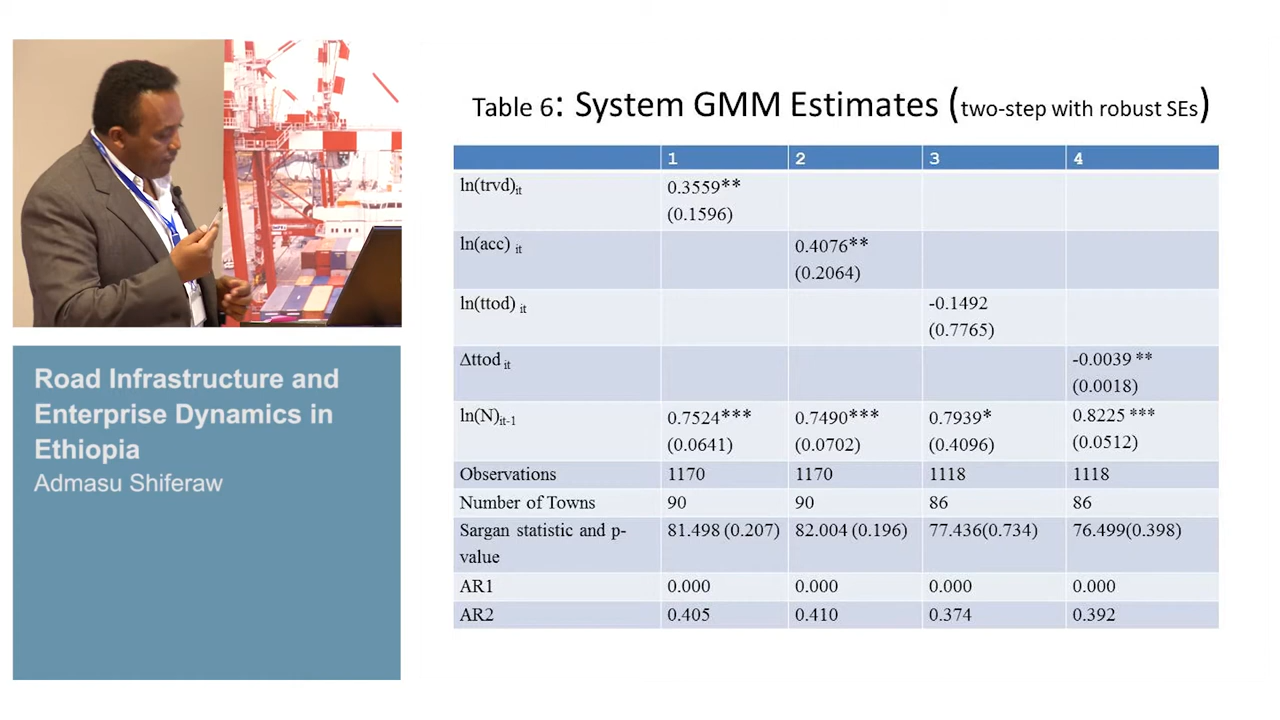 Table 6: System GMM Estimates (two-step with robust SEs)
1 2 3 4
ln(trvd)it 0.3559**
(0.1596)
ln(acc) it 0.4076**
(0.2064)
ln(ttod) it -0.1492
(0.7765)
Δttod it -0.0039 **
(0.0018)
ln(N)it-1 0.7524*** 0.7490*** 0.7939* 0.8225 ***
(0.0641) (0.0702) (0.4096) (0.0512)
Observations 1170 1170 1118 1118
Number of Towns 90 90 86 86
Sargan statistic and p- 81.498 (0.207) 82.004 (0.196) 77.436(0.734) 76.499(0.398)
value
AR1 0.000 0.000 0.000 0.000
AR2 0.405 0.410 0.374 0.392
Road Infrastructure and
Enterprise Dynamics in
Ethiopia
Admasu Shiferaw